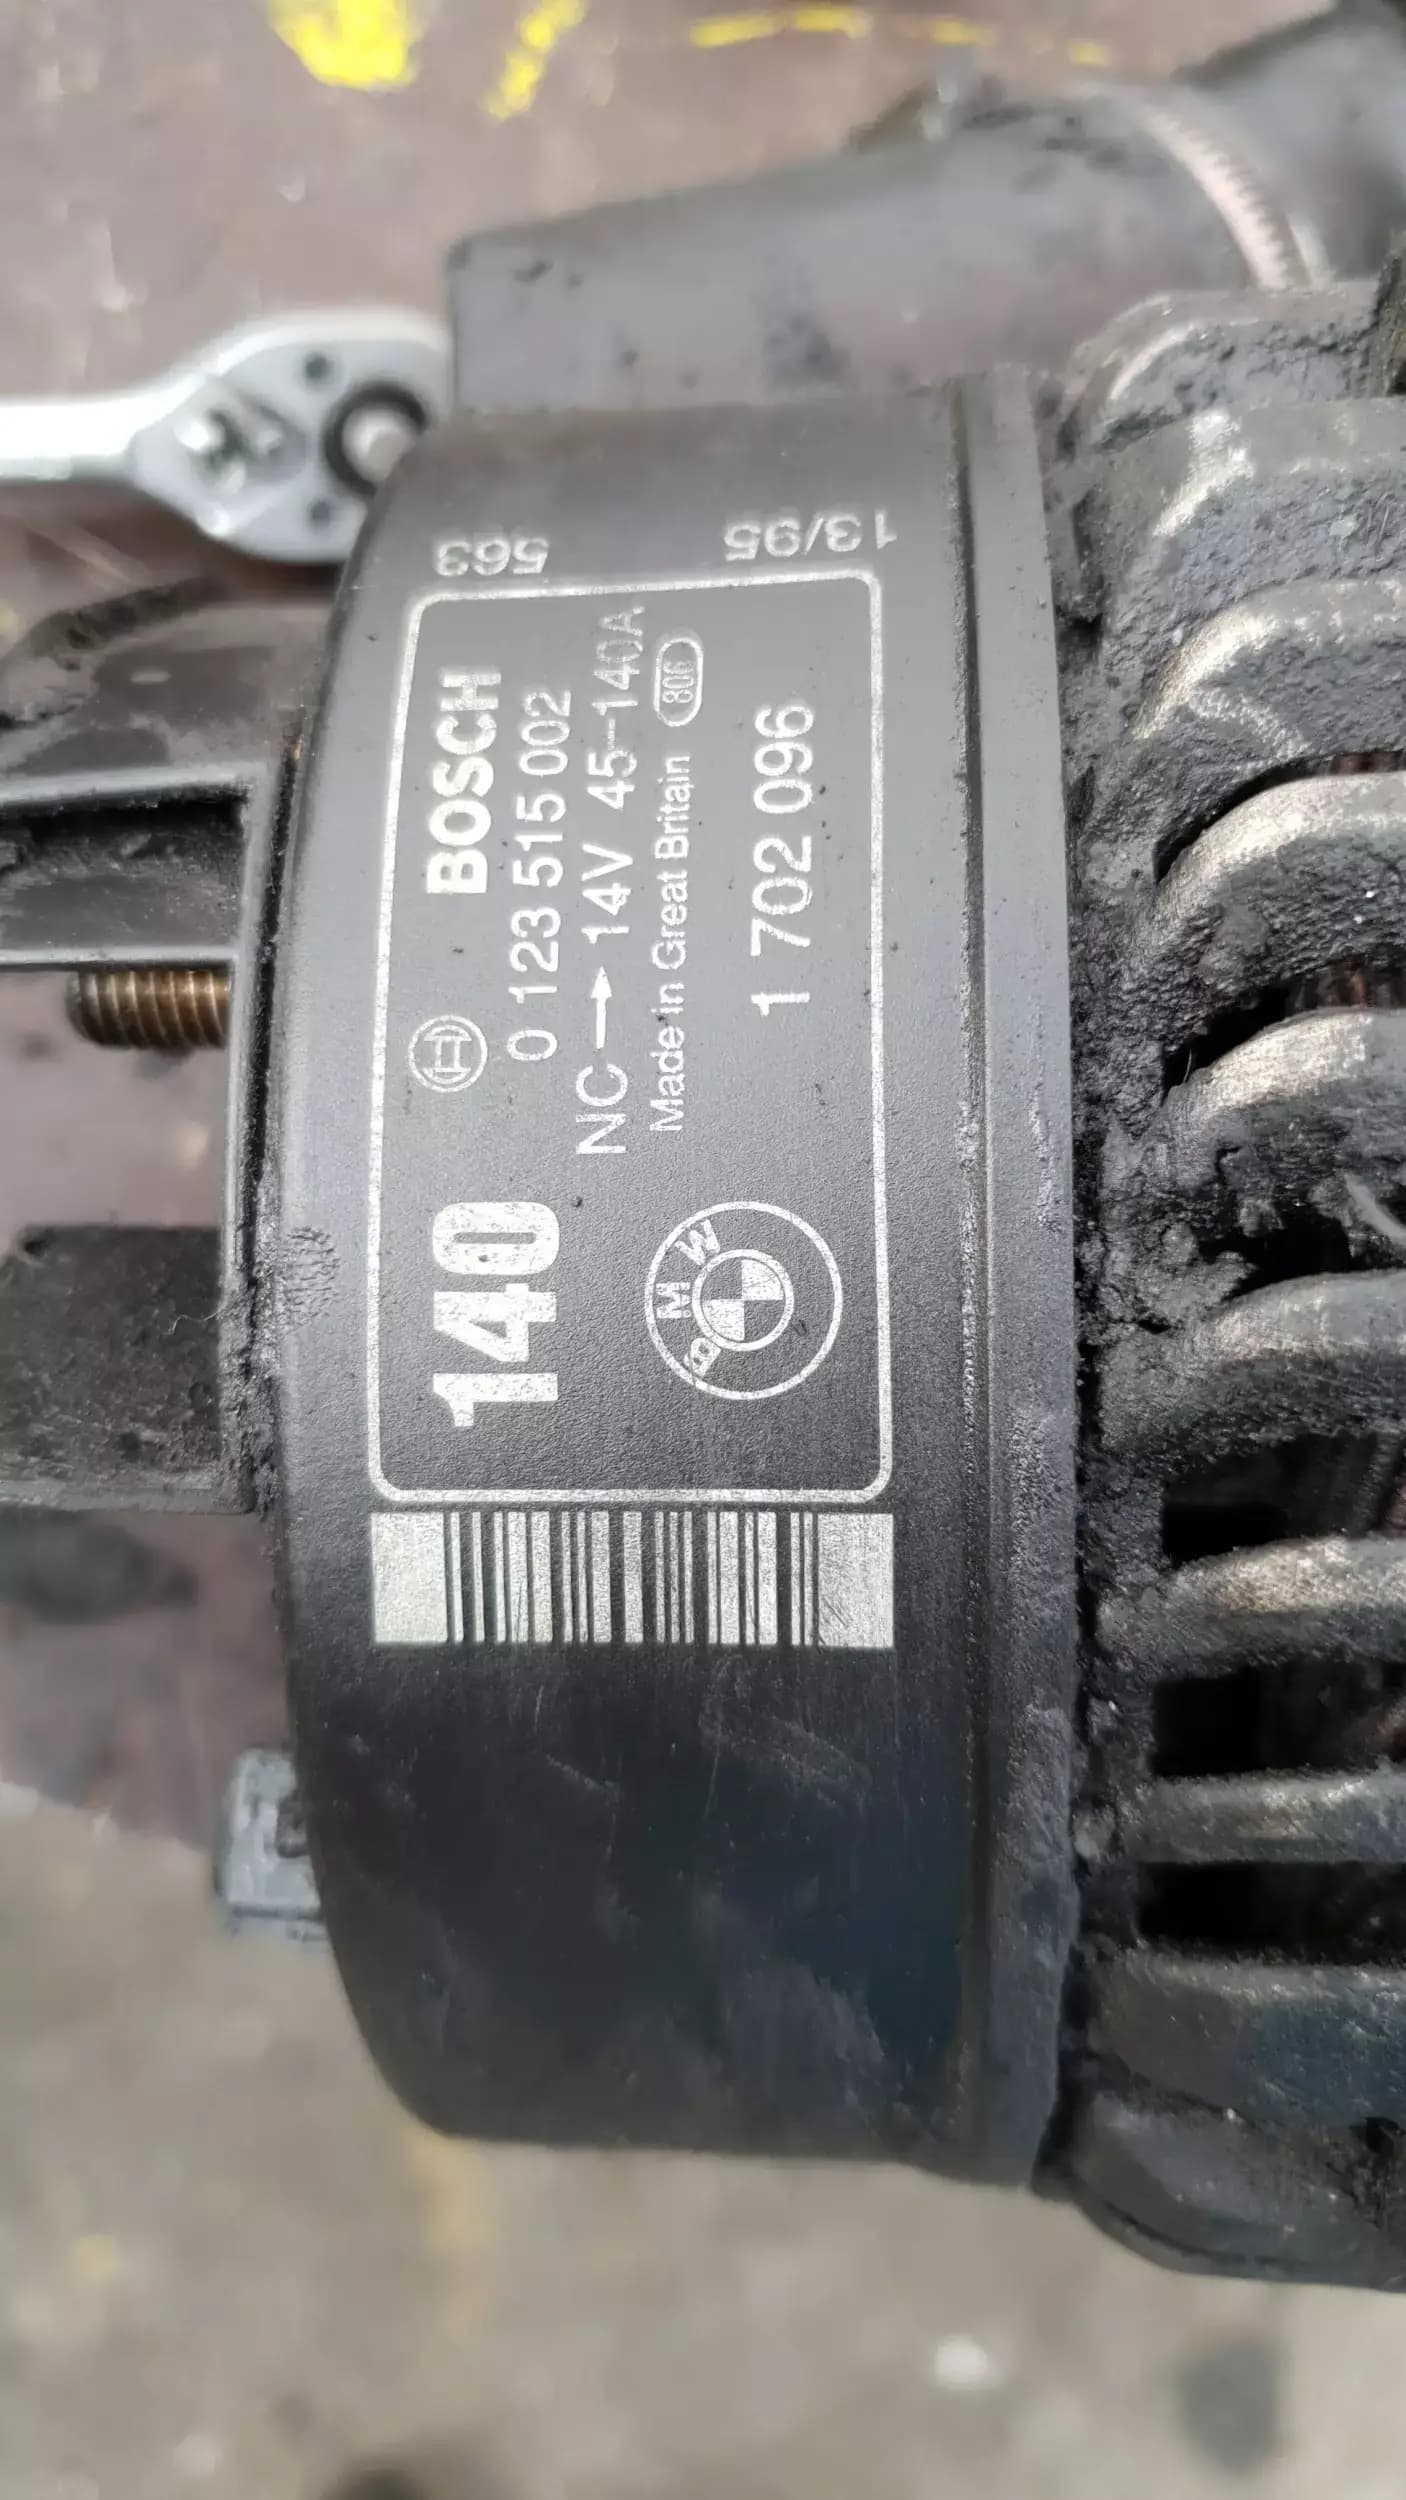 BOSCH
0 123 515 002
NC → 14V 45-140A
Made in Great Britain 806
1 702 096
140
BMW
563
13/95